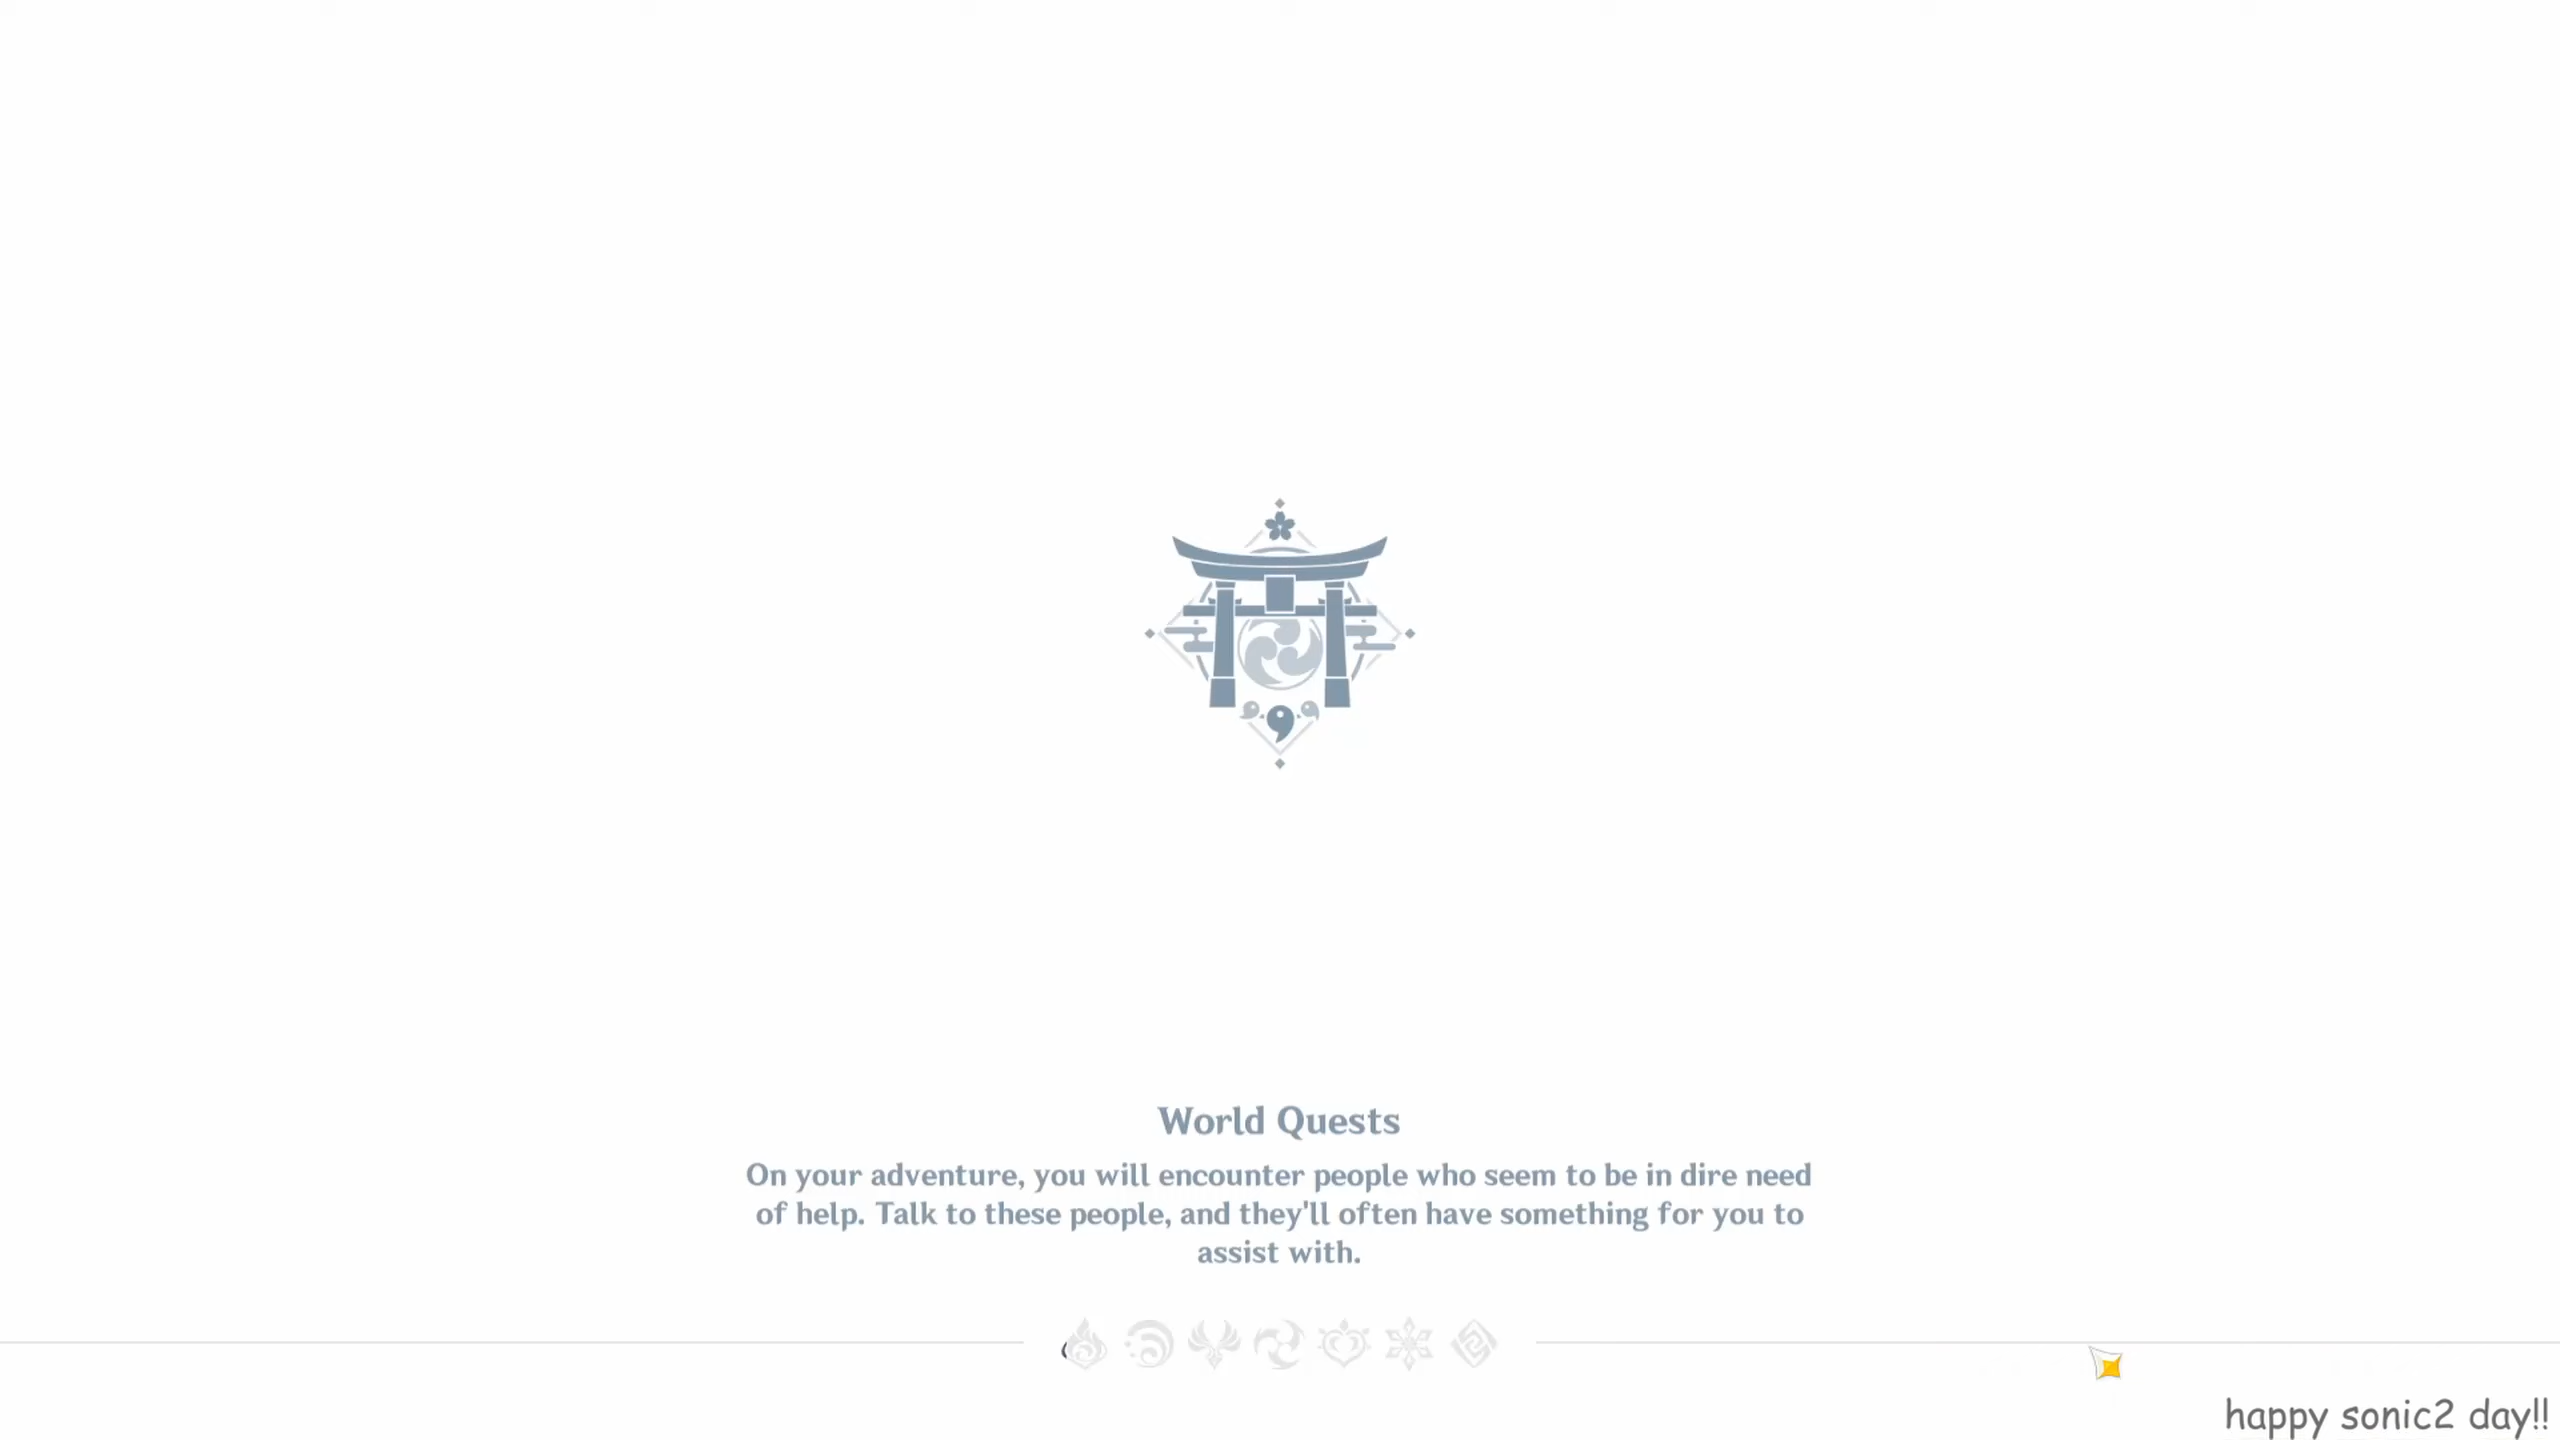 World Quests
On your adventure, you will encounter people who seem to be in dire need
of help. Talk to these people, and they'll often have something for you to
assist with.
happy sonic2 day!!